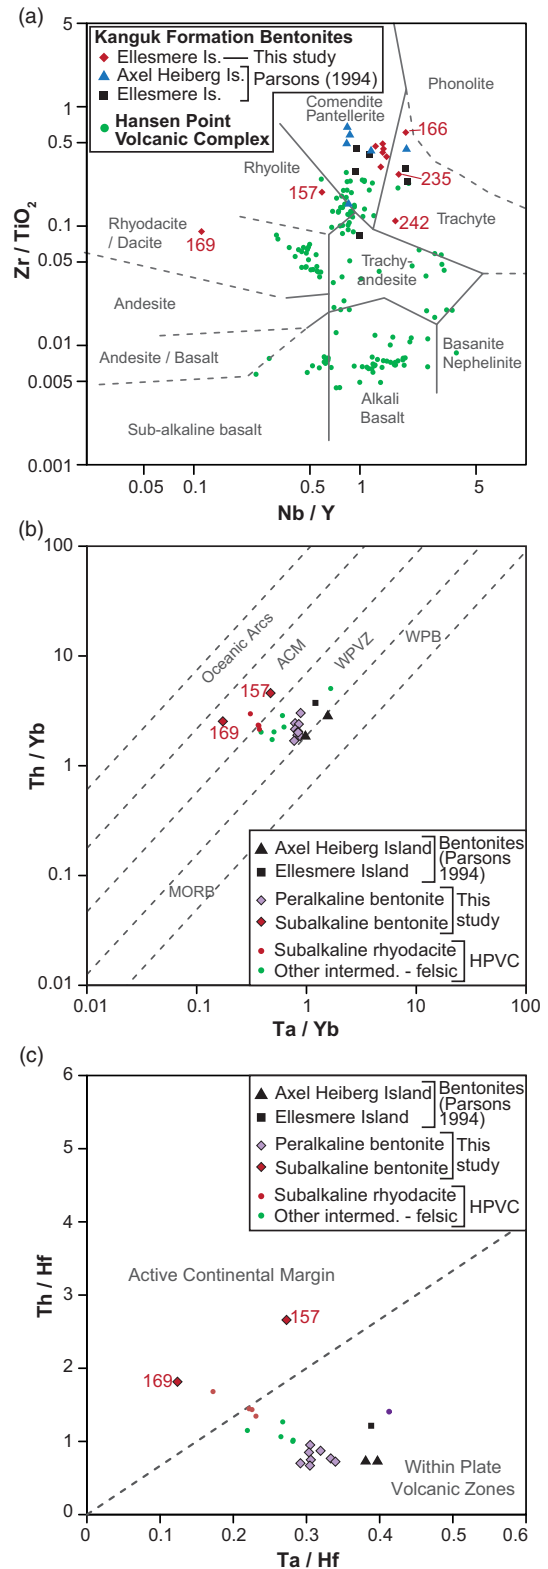 (a)
5
1
0.5
0.1
0.05
0.01
0.005
0.001
Zr / TiO2
Kanguk Formation Bentonites
Ellesmere Is. This study
Axel Heiberg Is. Parsons (1994)
Ellesmere Is.
Hansen Point
Volcanic Complex
Phonolite
Comendite
Pantellerite
166
Rhyolite
235
157
Trachyte
242
Rhyodacite
/ Dacite
169
Trachy-
andesite
Andesite
Andesite / Basalt
Basanite
Nephelinite
Alkali
Basalt
Sub-alkaline basalt
0.05 0.1 0.5 1 5
Nb / Y
(b)
100
10
1
0.1
0.01
Th / Yb
Oceanic Arcs
ACM
WPVZ
WPB
157
169
MORB
Axel Heiberg Island
Ellesmere Island
Bentonites
(Parsons
1994)
Peralkaline bentonite
Subalkaline bentonite
This
study
Subalkaline rhyodacite
Other intermed. - felsic
HPVC
0.01 0.1 1 10 100
Ta / Yb
(c)
6
5
4
3
2
1
0
Th / Hf
Axel Heiberg Island
Ellesmere Island
Bentonites
(Parsons
1994)
Peralkaline bentonite
Subalkaline bentonite
This
study
Subalkaline rhyodacite
Other intermed. - felsic
HPVC
Active Continental Margin
157
169
Within Plate
Volcanic Zones
0 0.1 0.2 0.3 0.4 0.5 0.6
Ta / Hf